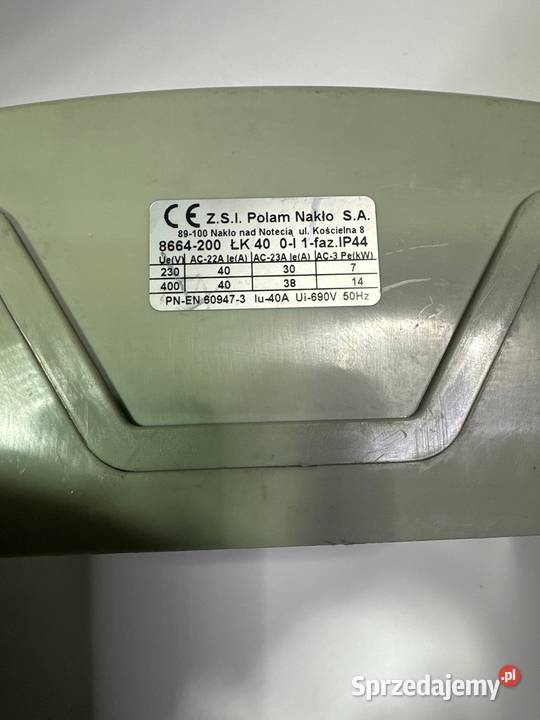 CE Z.S.I. Polam Nakło S.A.
89-100 Nakło nad Notecią ul. Kościelna 8
8664-200 ŁK 40 0-I 1-faz.IP44
Ue(V) AC-22A Ie(A) AC-23A Ie(A) AC-3 Pe(kW)
230 40 30 7
400 40 38 14
PN-EN 60947-3 Iu-40A Ui-690V 50Hz
Sprzedajemy.pl